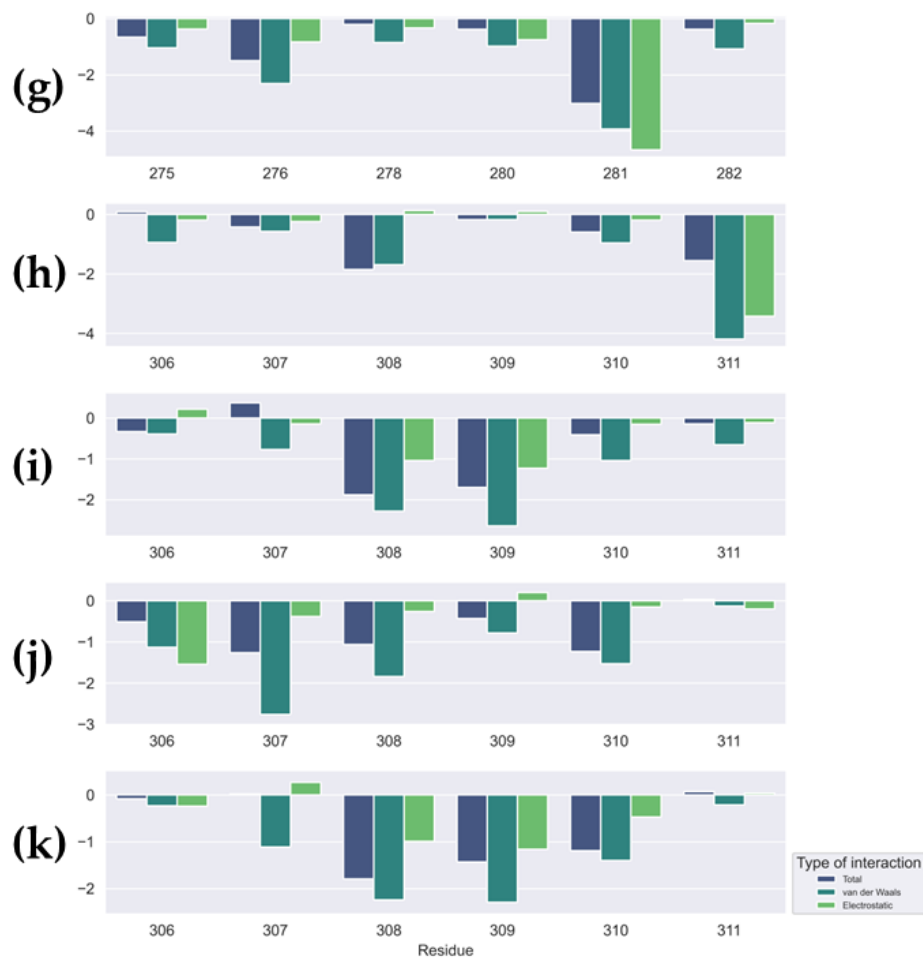 (g)
0
−2
−4
275 276 278 280 281 282
(h)
0
−2
−4
306 307 308 309 310 311
(i)
0
−1
−2
306 307 308 309 310 311
(j)
0
−1
−2
−3
306 307 308 309 310 311
(k)
0
−1
−2
306 307 308 309 310 311
Residue
Type of interaction
Total
van der Waals
Electrostatic